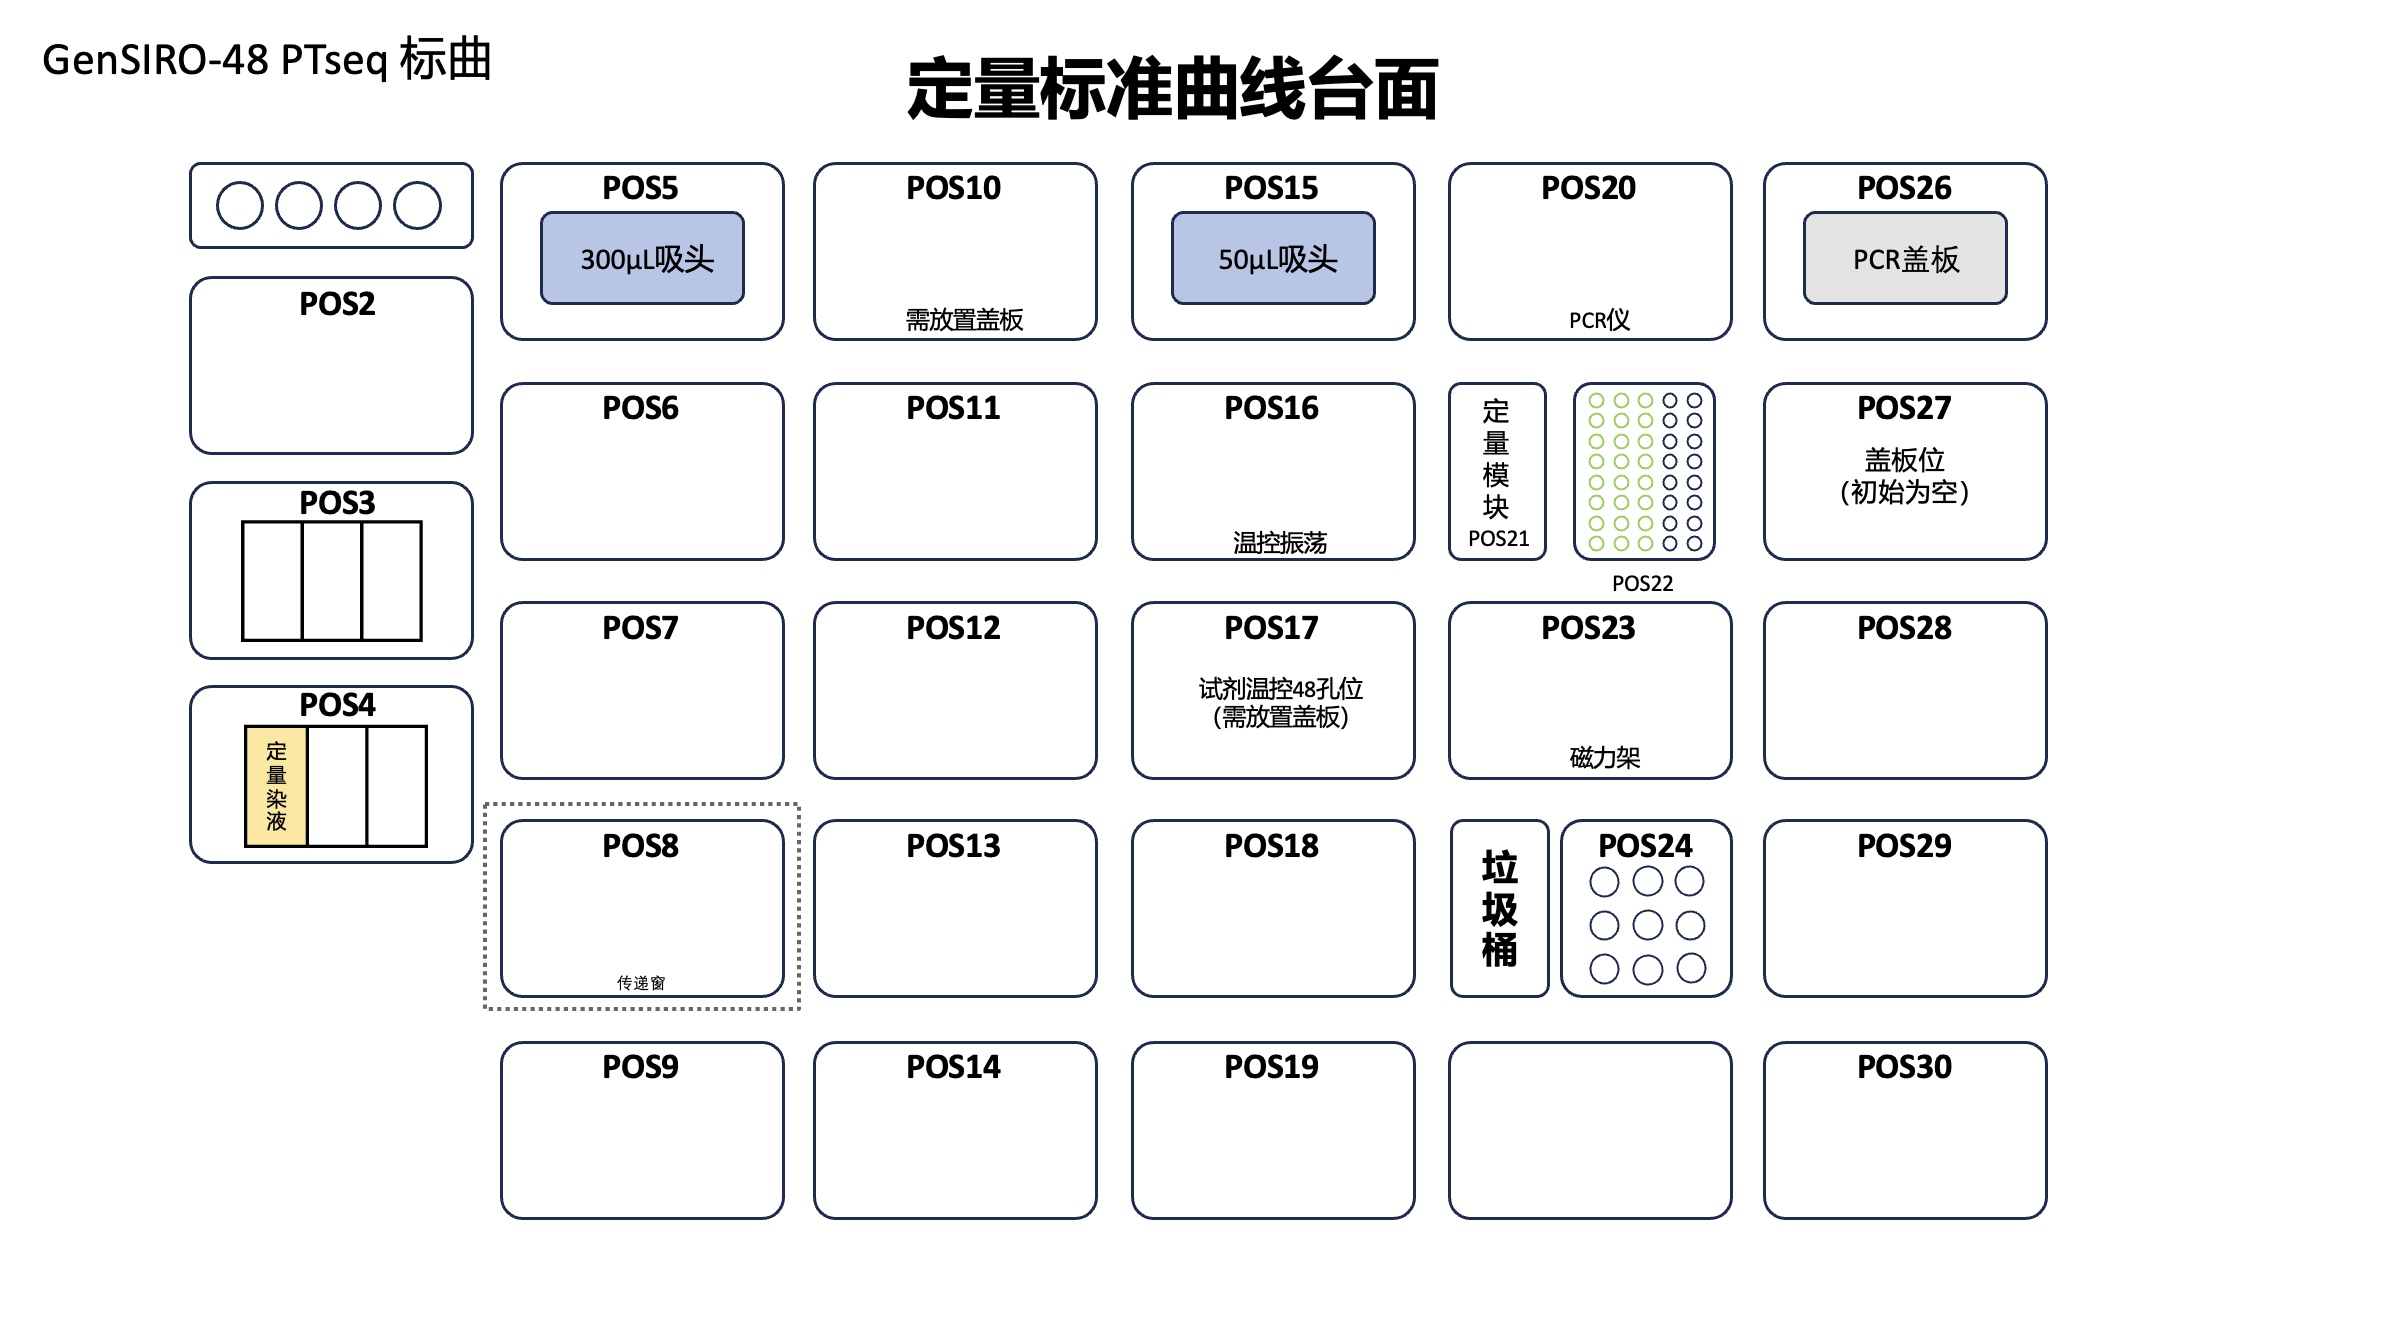 GenSIRO-48 PTseq 标曲
定量标准曲线台面
POS2
POS3
POS4
定
量
染
液
POS5
300μL吸头
POS6
POS7
POS8
传递窗
POS9
POS10
需放置盖板
POS11
POS12
POS13
POS14
POS15
50μL吸头
POS16
温控振荡
POS17
试剂温控48孔位
（需放置盖板）
POS18
POS19
POS20
PCR仪
定
量
模
块
POS21
POS22
POS23
磁力架
垃
圾
桶
POS24
POS26
PCR盖板
POS27
盖板位
（初始为空）
POS28
POS29
POS30